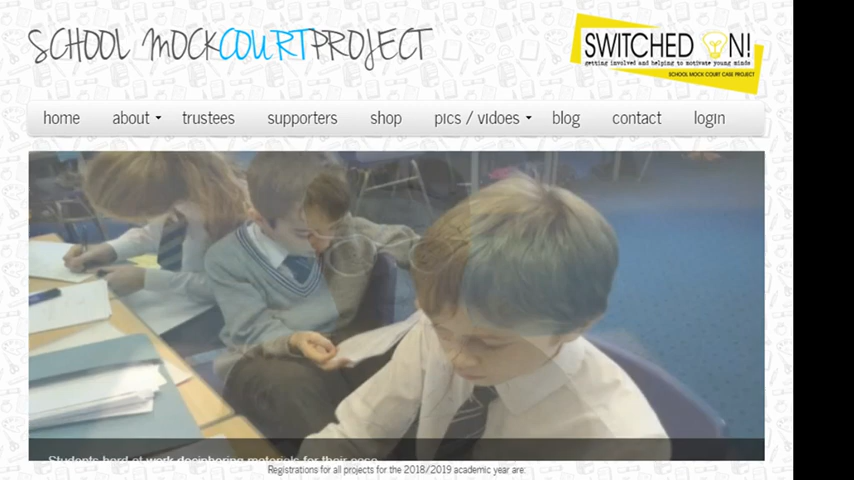 SCHOOL MOCKCOURTPROJECT
SWITCHED ON!
getting involved and helping to motivate young minds
SCHOOL MOCK COURT CASE PROJECT
home about trustees supporters shop pics / vidoes blog contact login
Students hard at work deciphering materials for their case
Registrations for all projects for the 2018/2019 academic year are: